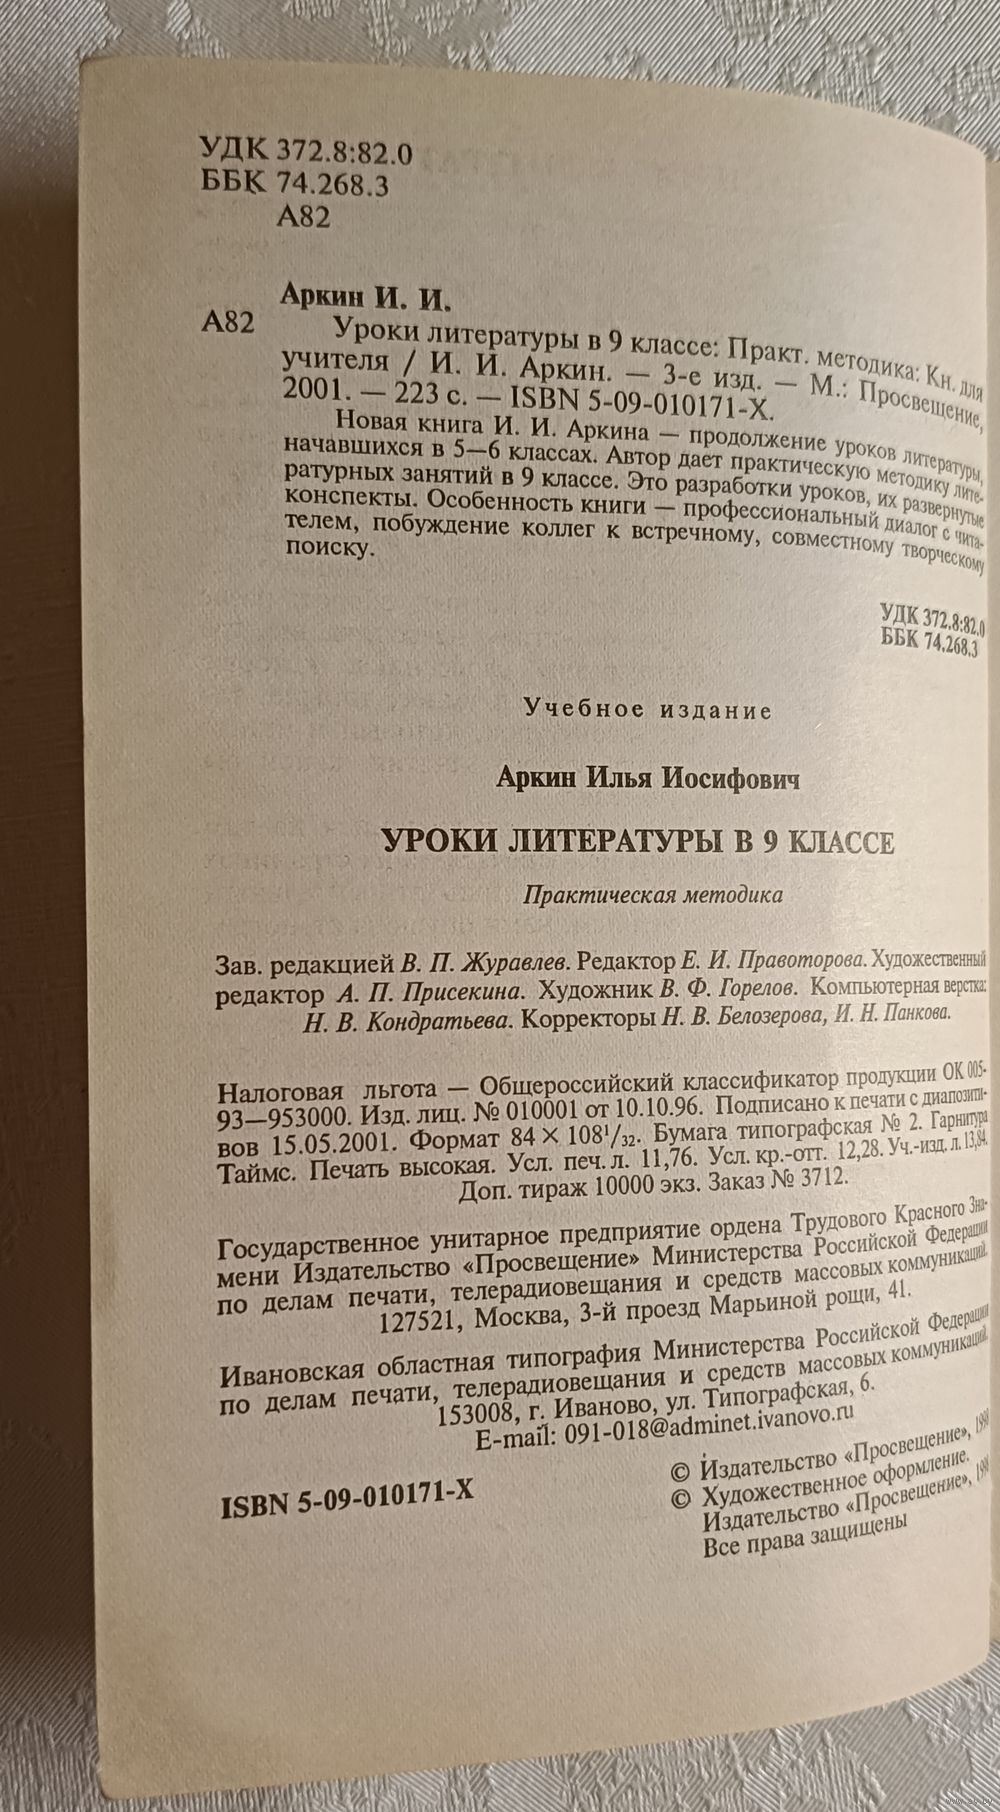 УДК 372.8:82.0
ББК 74.268.3
А82
Аркин И. И.
А82 Уроки литературы в 9 классе: Практ. методика: Кн. для
учителя / И. И. Аркин. — 3-е изд. — М.: Просвещение,
2001. — 223 с. — ISBN 5-09-010171-X.
Новая книга И. И. Аркина — продолжение уроков литературы,
начавшихся в 5—6 классах. Автор дает практическую методику лите-
ратурных занятий в 9 классе. Это разработки уроков, их развернутые
конспекты. Особенность книги — профессиональный диалог с чита-
телем, побуждение коллег к встречному, совместному творческому
поиску.
УДК 372.8:82.0
ББК 74.268.3
Учебное издание
Аркин Илья Иосифович
УРОКИ ЛИТЕРАТУРЫ В 9 КЛАССЕ
Практическая методика
Зав. редакцией В. П. Журавлев. Редактор Е. И. Правоторова. Художественный
редактор А. П. Присекина. Художник В. Ф. Горелов. Компьютерная верстка:
Н. В. Кондратьева. Корректоры Н. В. Белозерова, И. Н. Панкова.
Налоговая льгота — Общероссийский классификатор продукции ОК 005-
93—953000. Изд. лиц. № 010001 от 10.10.96. Подписано к печати с диапозити-
вов 15.05.2001. Формат 84 × 108¹/₃₂. Бумага типографская № 2. Гарнитура
Таймс. Печать высокая. Усл. печ. л. 11,76. Усл. кр.-отт. 12,28. Уч.-изд. л. 13,84.
Доп. тираж 10000 экз. Заказ № 3712.
Государственное унитарное предприятие ордена Трудового Красного Зна-
мени Издательство «Просвещение» Министерства Российской Федерации
по делам печати, телерадиовещания и средств массовых коммуникаций.
127521, Москва, 3-й проезд Марьиной рощи, 41.
Ивановская областная типография Министерства Российской Федерации
по делам печати, телерадиовещания и средств массовых коммуникаций.
153008, г. Иваново, ул. Типографская, 6.
E-mail: 091-018@adminet.ivanovo.ru
© Издательство «Просвещение»,
ISBN 5-09-010171-X © Художественное оформление.
Издательство «Просвещение»,
Все права защищены